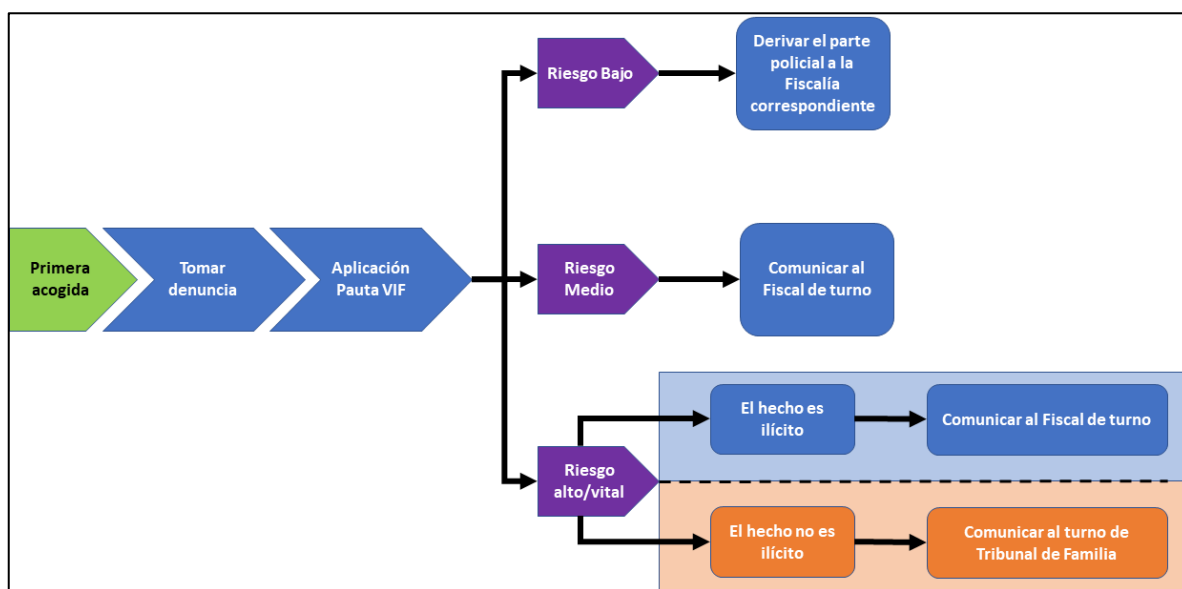 Primera
acogida
Tomar
denuncia
Aplicación
Pauta VIF
Riesgo Bajo
Derivar el parte
policial a la
Fiscalía
correspondiente
Riesgo
Medio
Comunicar al
Fiscal de turno
Riesgo
alto/vital
El hecho es
ilícito
Comunicar al Fiscal de turno
El hecho no es
ilícito
Comunicar al turno de
Tribunal de Familia